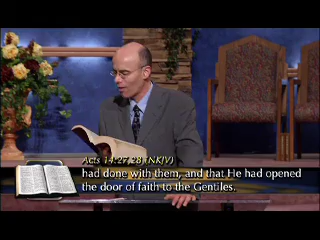 Acts 14:27,28 (NKJV)
had done with them, and that He had opened
the door of faith to the Gentiles.